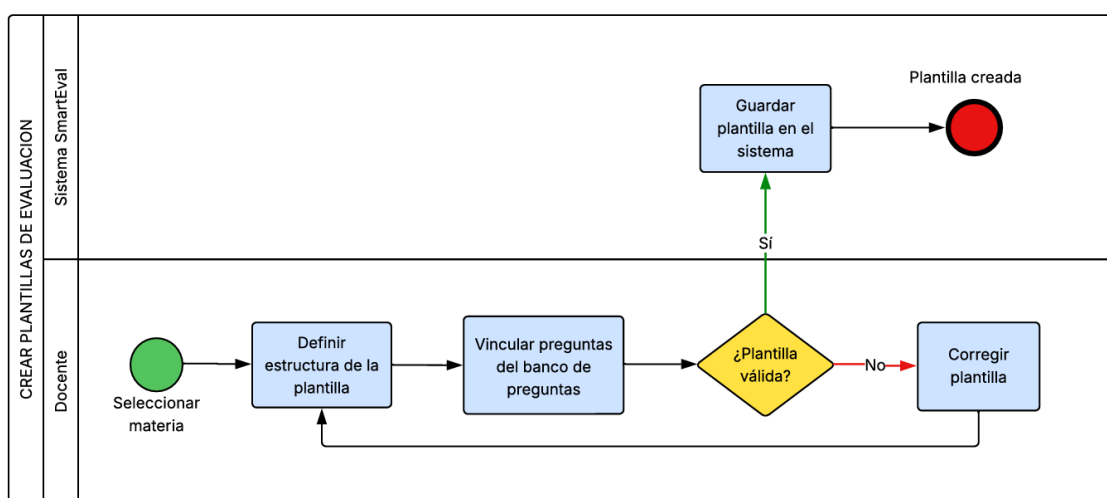 CREAR PLANTILLAS DE EVALUACION
Sistema SmartEval
Guardar
plantilla en el
sistema
Plantilla creada
Sí
Docente
Seleccionar
materia
Definir
estructura de la
plantilla
Vincular preguntas
del banco de
preguntas
¿Plantilla
válida?
No
Corregir
plantilla